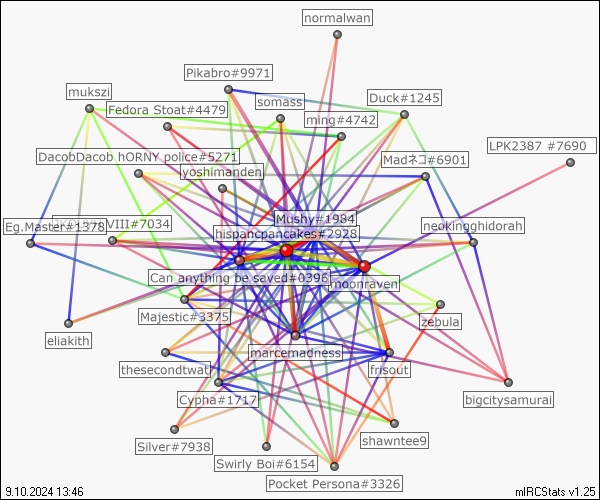 normalwan
Pikabro#9971
mukszi
somass
Duck#1245
Fedora Stoat#4479
ming#4742
LPK2387 #7690
DacobDacob hORNY police#5271
Madネコ#6901
yoshimanden
Mushy#1984
Eg.Master#1378
VIII#7034
hispanicpancakes#2928
neokingghidorah
Can anything be saved#0396
moonraven
Majestic#3375
zebula
eliakith
marcemadness
thesecondtwat
frisout
Cypha#1717
bigcitysamurai
Silver#7938
shawntee9
Swirly Boi#6154
Pocket Persona#3326
9.10.2024 13:46
mIRCStats v1.25